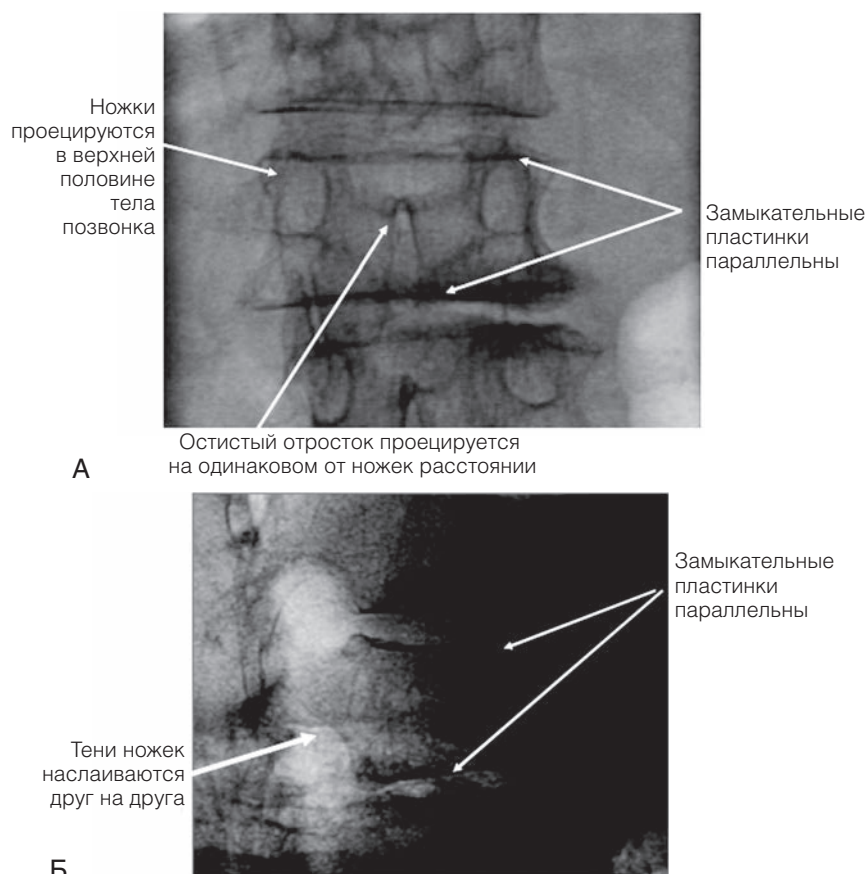 Ножки
проецируются
в верхней
половине
тела
позвонка
Замыкательные
пластинки
параллельны
Остистый отросток проецируется
на одинаковом от ножек расстоянии
А
Замыкательные
пластинки
параллельны
Тени ножек
наслаиваются
друг на друга
Б